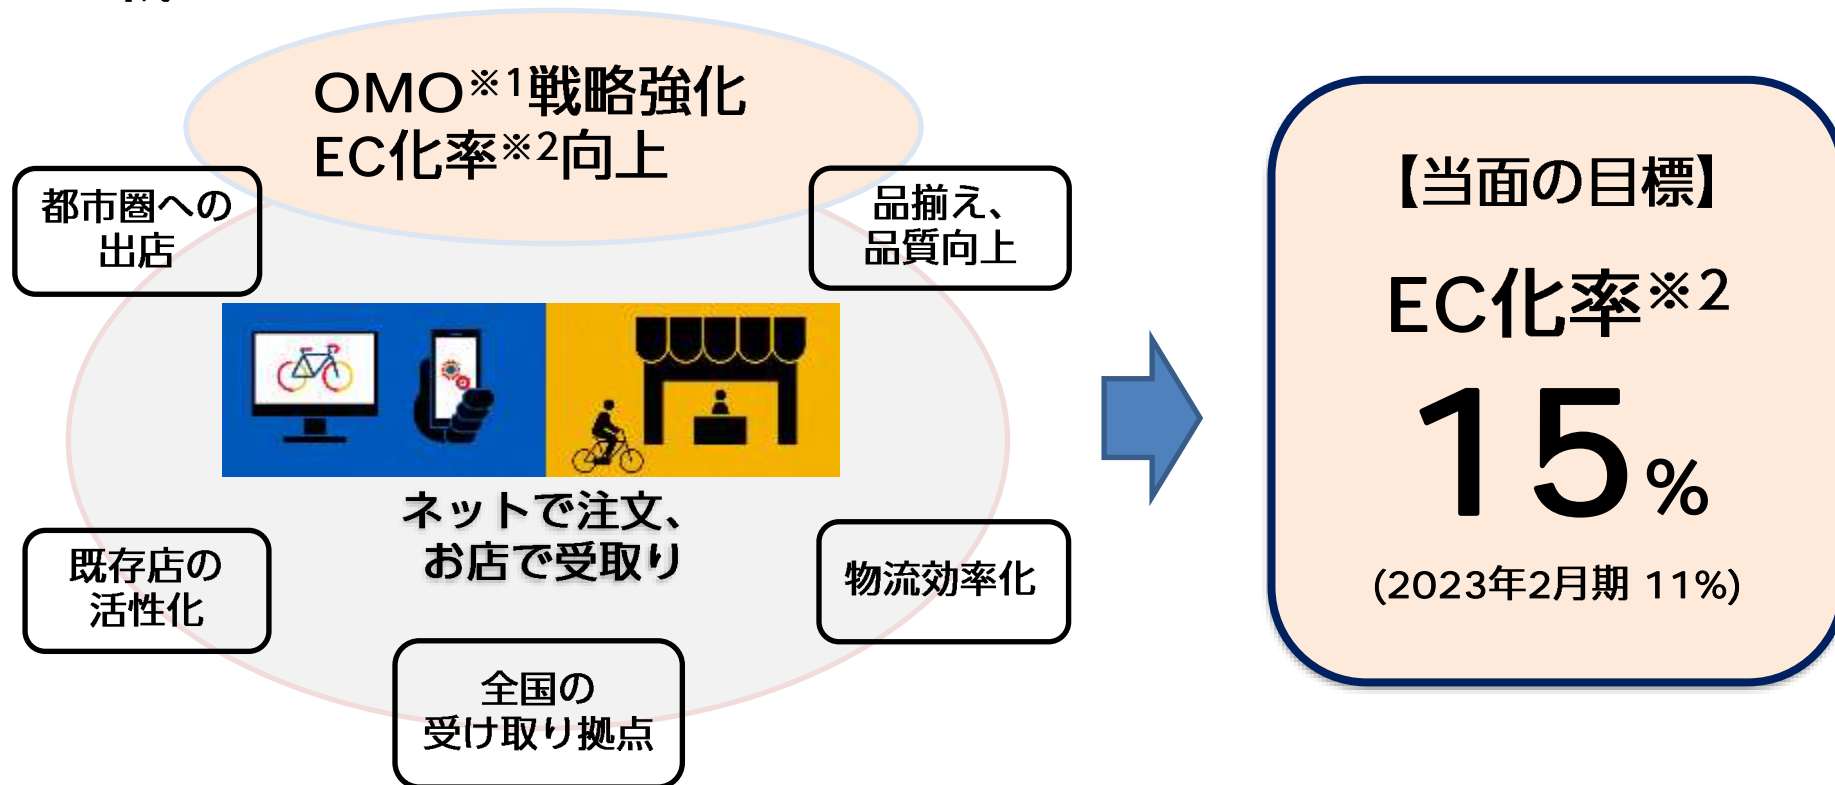 OMO※1戦略強化
EC化率※2向上
都市圏への
出店
品揃え、
品質向上
ネットで注文、
お店で受取り
既存店の
活性化
物流効率化
全国の
受け取り拠点
【当面の目標】
EC化率※2
15%
(2023年2月期 11%)